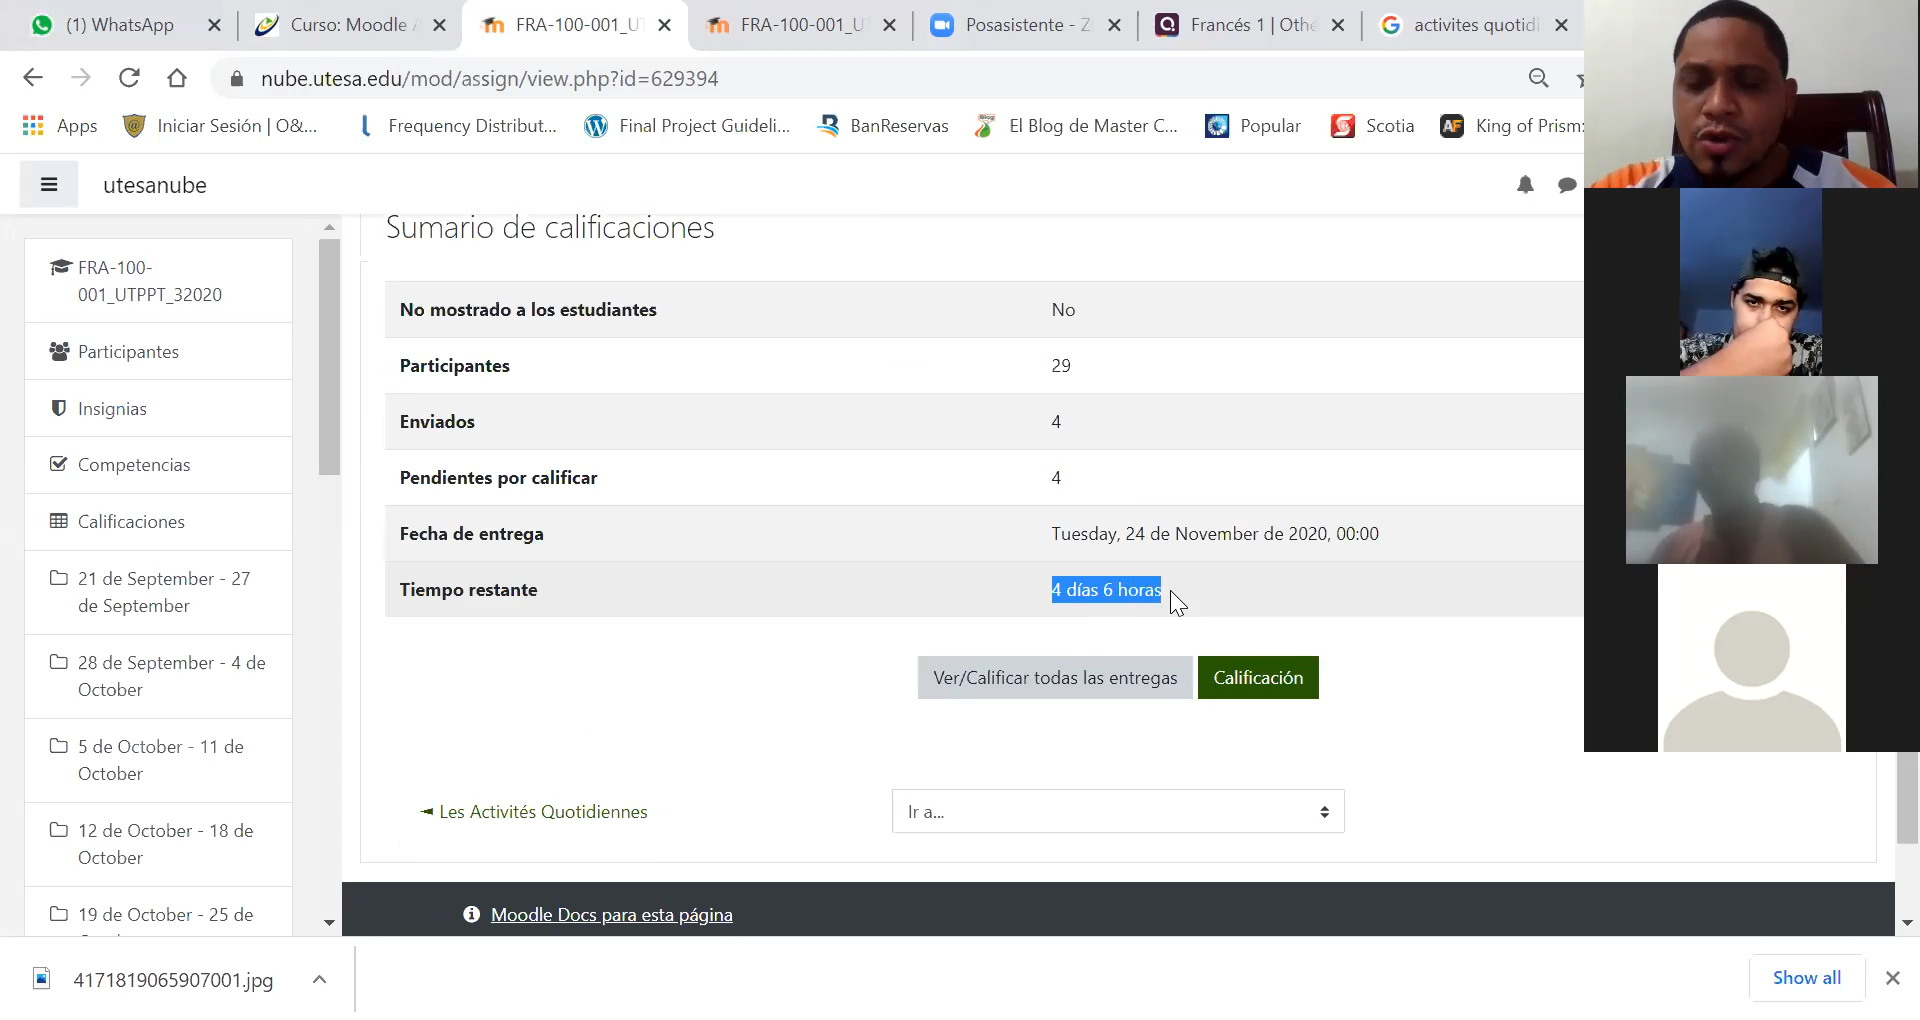 (1) WhatsApp
Curso: Moodle
FRA-100-001_UT
FRA-100-001_U
Posasistente - Z
Francés 1 | Othe
activites quotidi
nube.utesa.edu/mod/assign/view.php?id=629394
Apps
Iniciar Sesión | O&...
Frequency Distribut...
Final Project Guideli...
BanReservas
El Blog de Master C...
Popular
Scotia
King of Prism:
utesanube
FRA-100-
001_UTPPT_32020
Participantes
Insignias
Competencias
Calificaciones
21 de September - 27
de September
28 de September - 4 de
October
5 de October - 11 de
October
12 de October - 18 de
October
19 de October - 25 de
Sumario de calificaciones
No mostrado a los estudiantes No
Participantes 29
Enviados 4
Pendientes por calificar 4
Fecha de entrega Tuesday, 24 de November de 2020, 00:00
Tiempo restante 4 días 6 horas
Ver/Calificar todas las entregas Calificación
◄ Les Activités Quotidiennes
Ir a...
Moodle Docs para esta página
4171819065907001.jpg
Show all